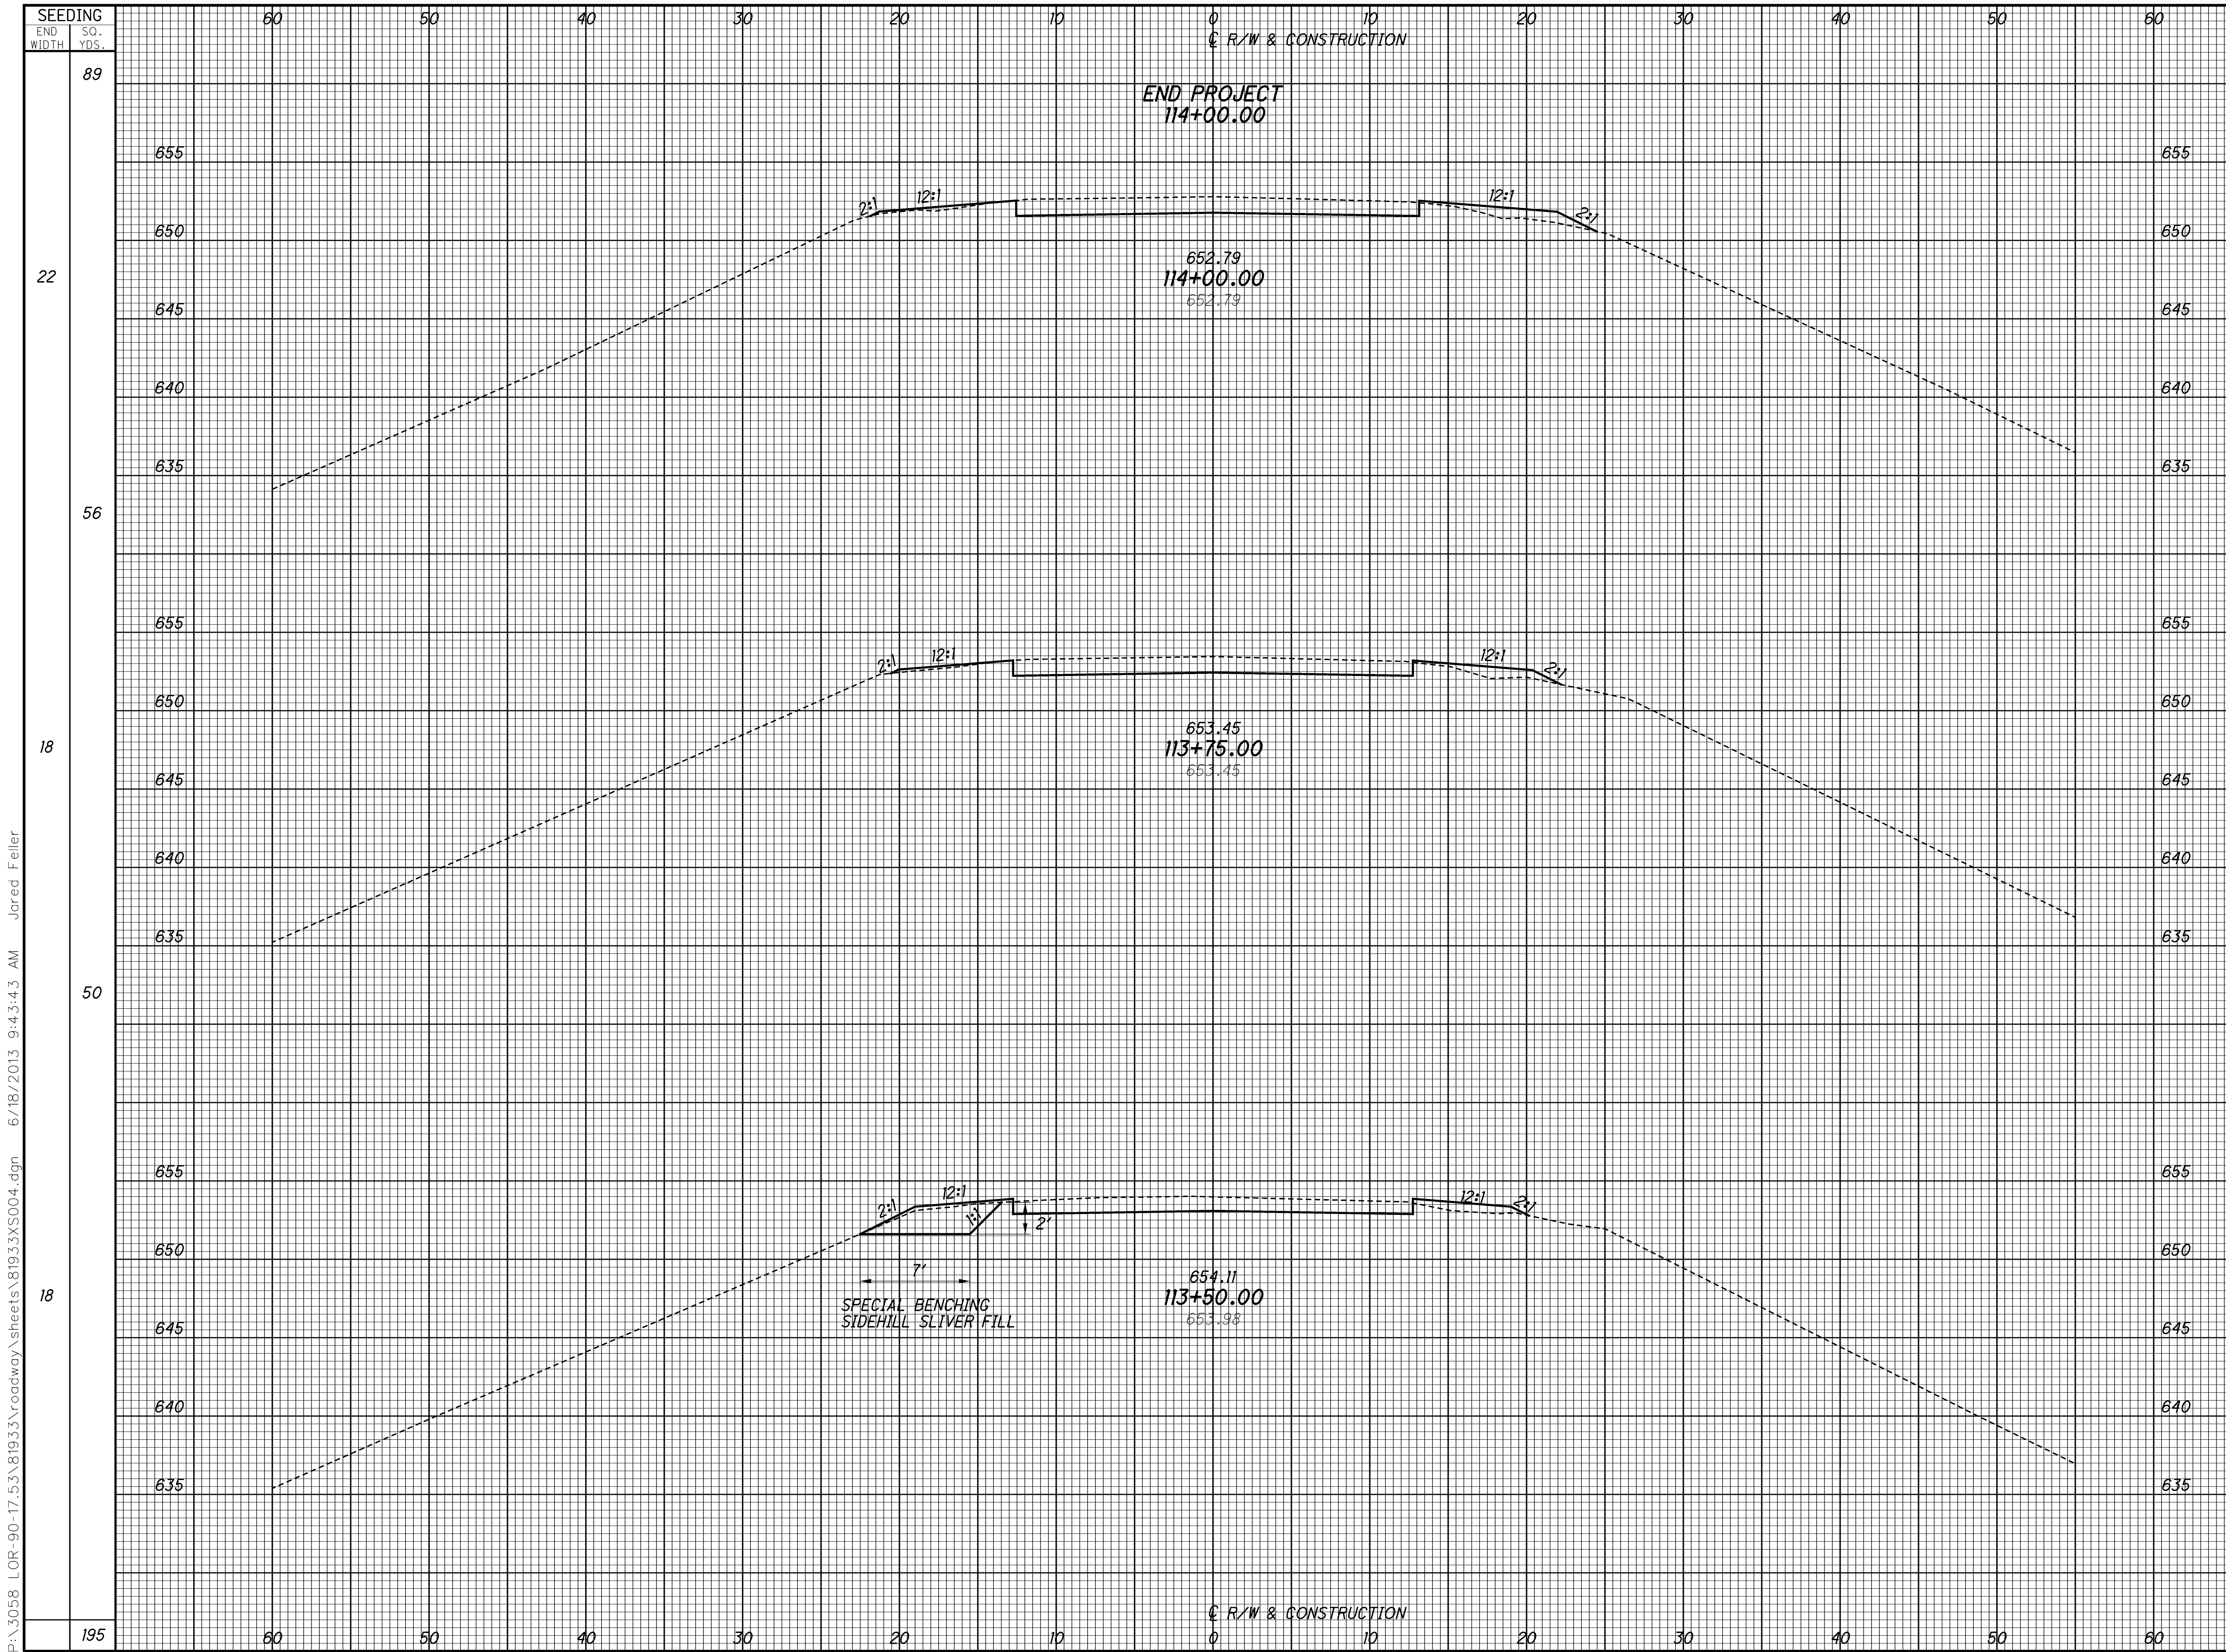 SEEDING
END WIDTH
SQ. YDS.
60 50 40 30 20 10 0 10 20 30 40 50 60
℄ R/W & CONSTRUCTION
89
END PROJECT
114+00.00
655 655
2:1 12:1 12:1 2:1
650 650
652.79
22 114+00.00
652.79
645 645
640 640
635 635
56
655 655
2:1 12:1 12:1 2:1
650 650
653.45
18 113+75.00
653.45
645 645
640 640
635 635
50
655 655
2:1 12:1 1:1 2' 12:1 2:1
650 650
7' 654.11
18 113+50.00
SPECIAL BENCHING
SIDEHILL SLIVER FILL
653.98
645 645
640 640
635 635
℄ R/W & CONSTRUCTION
195
60 50 40 30 20 10 0 10 20 30 40 50 60
P:\3058 LOR-90-17.53\81933\roadway\sheets\81933XS004.dgn 6/18/2013 9:43:43 AM Jared Feller